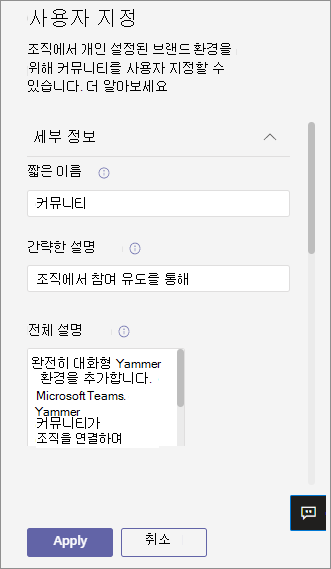 사용자 지정
조직에서 개인 설정된 브랜드 환경을
위해 커뮤니티를 사용자 지정할 수
있습니다. 더 알아보세요
세부 정보
짧은 이름
커뮤니티
간략한 설명
조직에서 참여 유도를 통해
전체 설명
완전히 대화형 Yammer
환경을 추가합니다.
Microsoft Teams.
Yammer
커뮤니티가
조직을 연결하여
Apply
취소